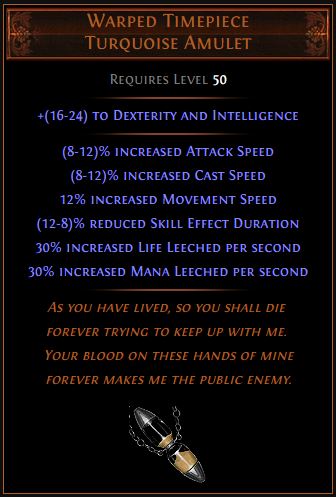 Warped Timepiece
Turquoise Amulet
Requires Level 50
+(16-24) to Dexterity and Intelligence
(8-12)% increased Attack Speed
(8-12)% increased Cast Speed
12% increased Movement Speed
(12-8)% reduced Skill Effect Duration
30% increased Life Leeched per second
30% increased Mana Leeched per second
As you have lived, so you shall die
forever trying to keep up with me.
Your blood on these hands of mine
forever makes me the public enemy.